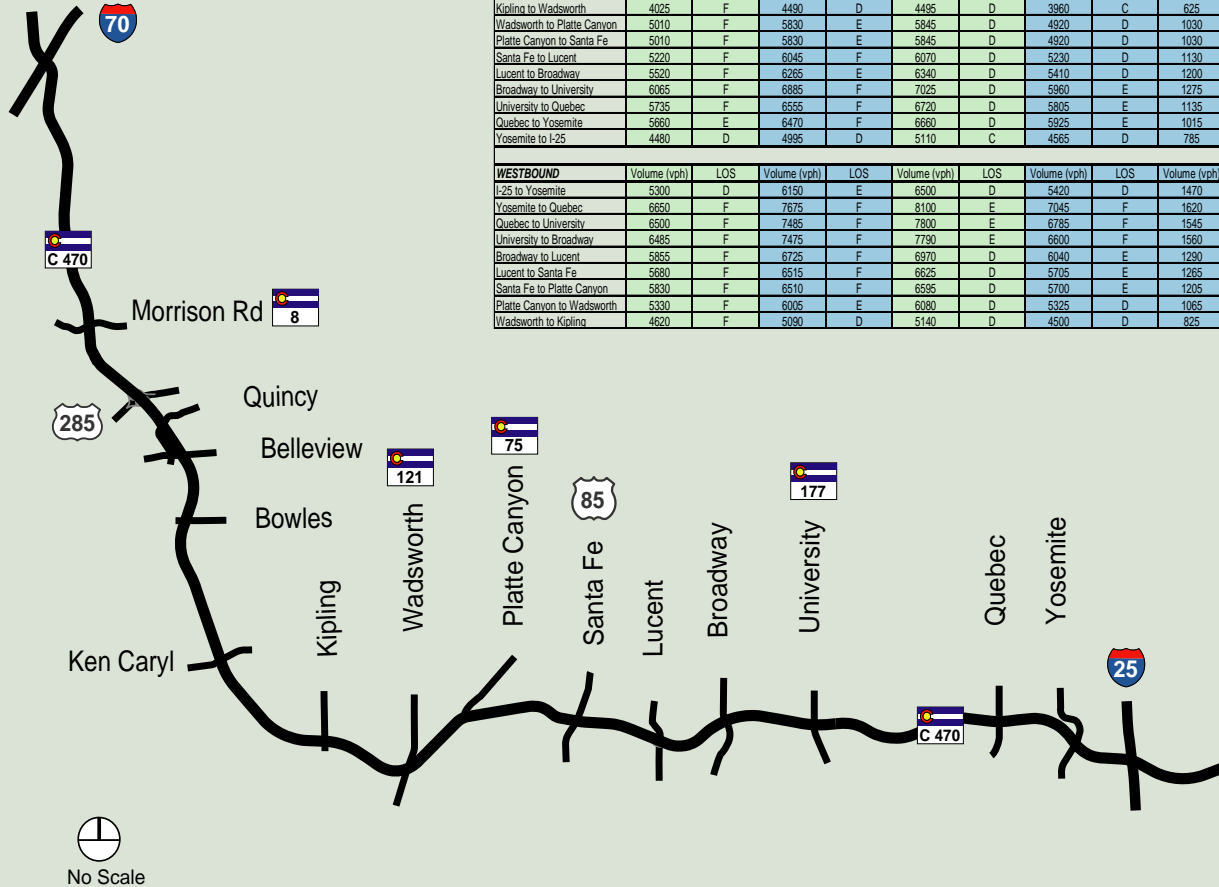 Kipling to Wadsworth 4025 F 4490 D 4495 D 3960 C 625
Wadsworth to Platte Canyon 5010 F 5830 E 5845 D 4920 D 1030
Platte Canyon to Santa Fe 5010 F 5830 E 5845 D 4920 D 1030
Santa Fe to Lucent 5220 F 6045 F 6070 D 5230 D 1130
Lucent to Broadway 5520 F 6265 E 6340 D 5410 D 1200
Broadway to University 6065 F 6885 F 7025 D 5960 E 1275
University to Quebec 5735 F 6555 F 6720 D 5805 E 1135
Quebec to Yosemite 5660 E 6470 F 6660 D 5925 E 1015
Yosemite to I-25 4480 D 4995 D 5110 C 4565 D 785
WESTBOUND Volume (vph) LOS Volume (vph) LOS Volume (vph) LOS Volume (vph) LOS Volume (vph)
I-25 to Yosemite 5300 D 6150 E 6500 D 5420 D 1470
Yosemite to Quebec 6650 F 7675 F 8100 E 7045 F 1620
Quebec to University 6500 F 7485 F 7800 E 6785 F 1545
University to Broadway 6485 F 7475 F 7790 E 6600 F 1560
Broadway to Lucent 5855 F 6725 F 6970 D 6040 E 1290
Lucent to Santa Fe 5680 F 6515 F 6625 D 5705 E 1265
Santa Fe to Platte Canyon 5830 F 6510 F 6595 D 5700 E 1205
Platte Canyon to Wadsworth 5330 F 6005 E 6080 D 5325 D 1065
Wadsworth to Kipling 4620 F 5090 D 5140 D 4500 D 825
70
C 470
Morrison Rd
8
Quincy
285
Belleview
Bowles
Ken Caryl
Kipling
121
Wadsworth
75
Platte Canyon
85
Santa Fe
Lucent
Broadway
177
University
Quebec
Yosemite
25
C 470
No Scale